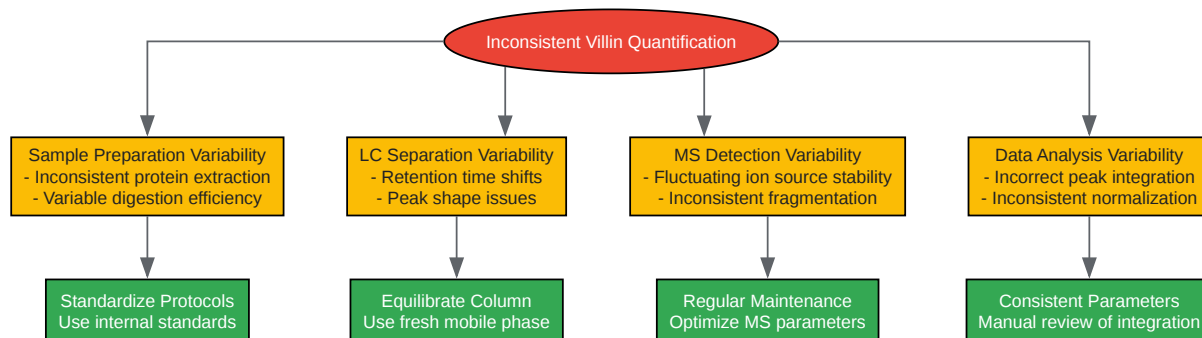 Inconsistent Villin Quantification
Sample Preparation Variability
- Inconsistent protein extraction
- Variable digestion efficiency
LC Separation Variability
- Retention time shifts
- Peak shape issues
MS Detection Variability
- Fluctuating ion source stability
- Inconsistent fragmentation
Data Analysis Variability
- Incorrect peak integration
- Inconsistent normalization
Standardize Protocols
Use internal standards
Equilibrate Column
Use fresh mobile phase
Regular Maintenance
Optimize MS parameters
Consistent Parameters
Manual review of integration